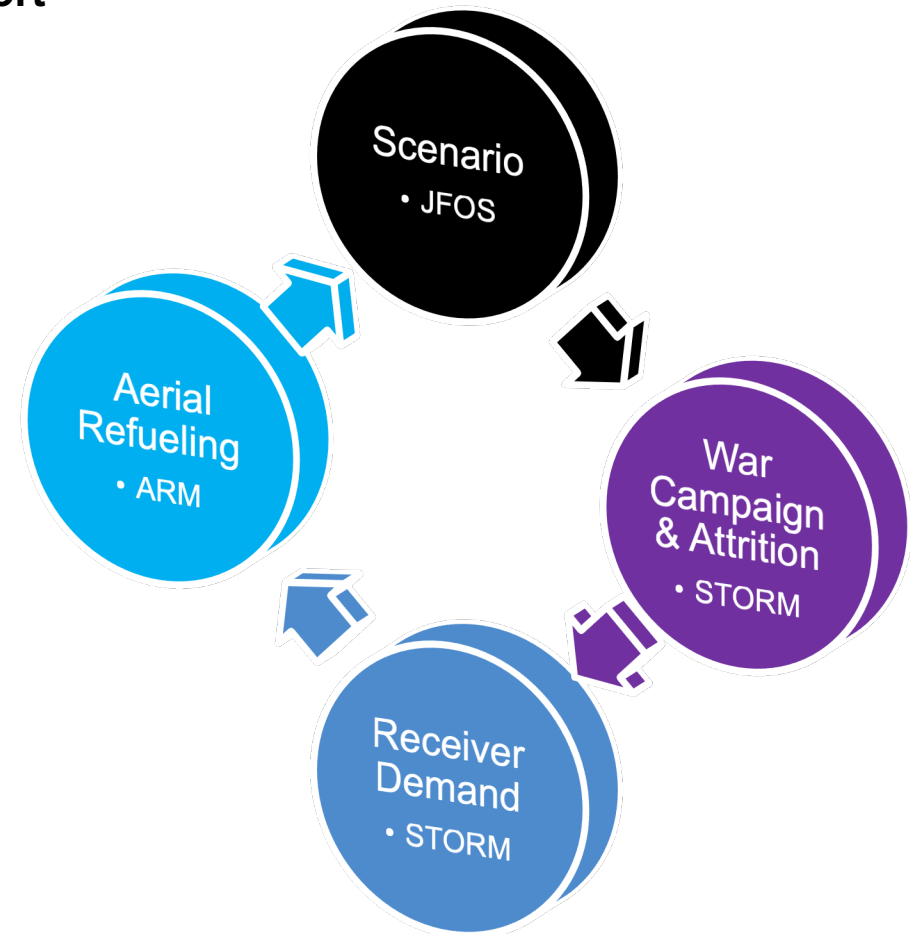 Scenario
• JFOS
War
Campaign
& Attrition
• STORM
Receiver
Demand
• STORM
Aerial
Refueling
• ARM